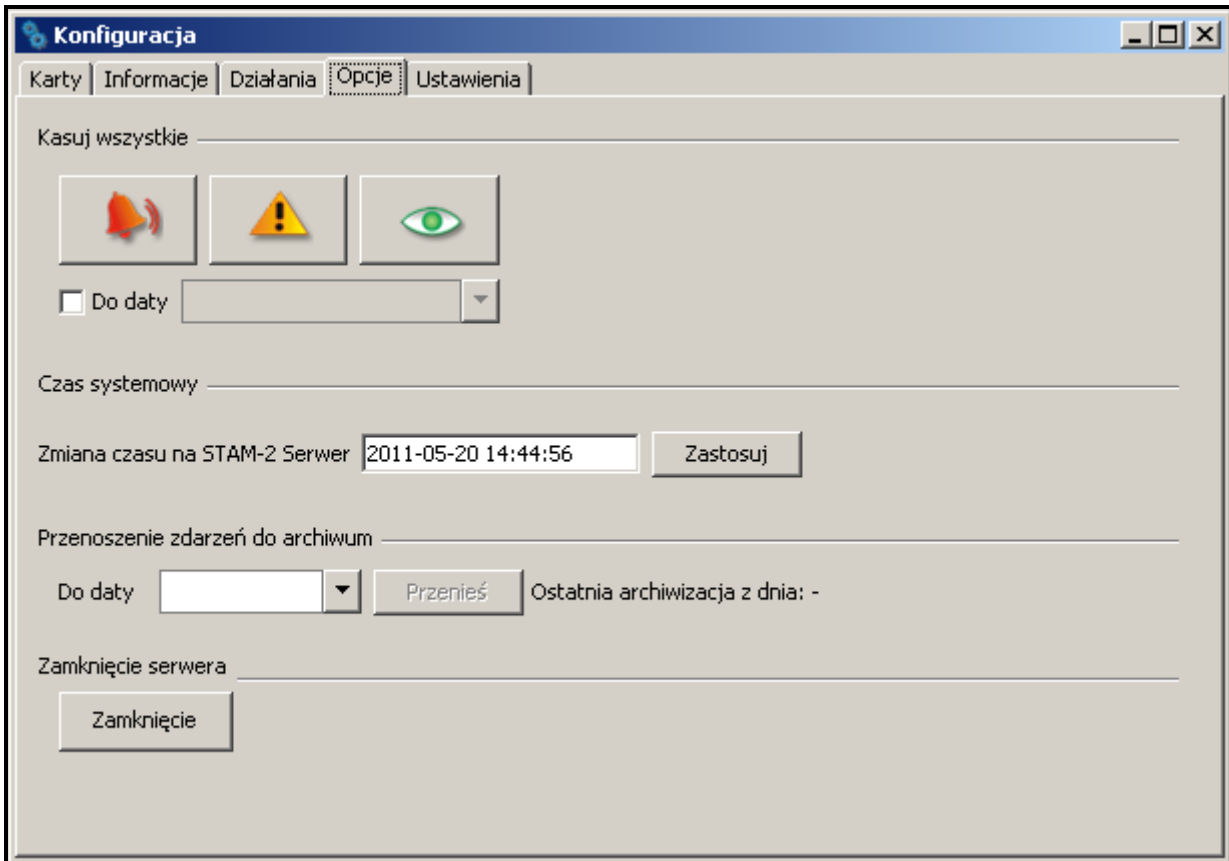 Konfiguracja
Karty Informacje Działania Opcje Ustawienia
Kasuj wszystkie
Do daty
Czas systemowy
Zmiana czasu na STAM-2 Serwer 2011-05-20 14:44:56 Zastosuj
Przenoszenie zdarzeń do archiwum
Do daty Przenieś Ostatnia archiwizacja z dnia: -
Zamknięcie serwera
Zamknięcie